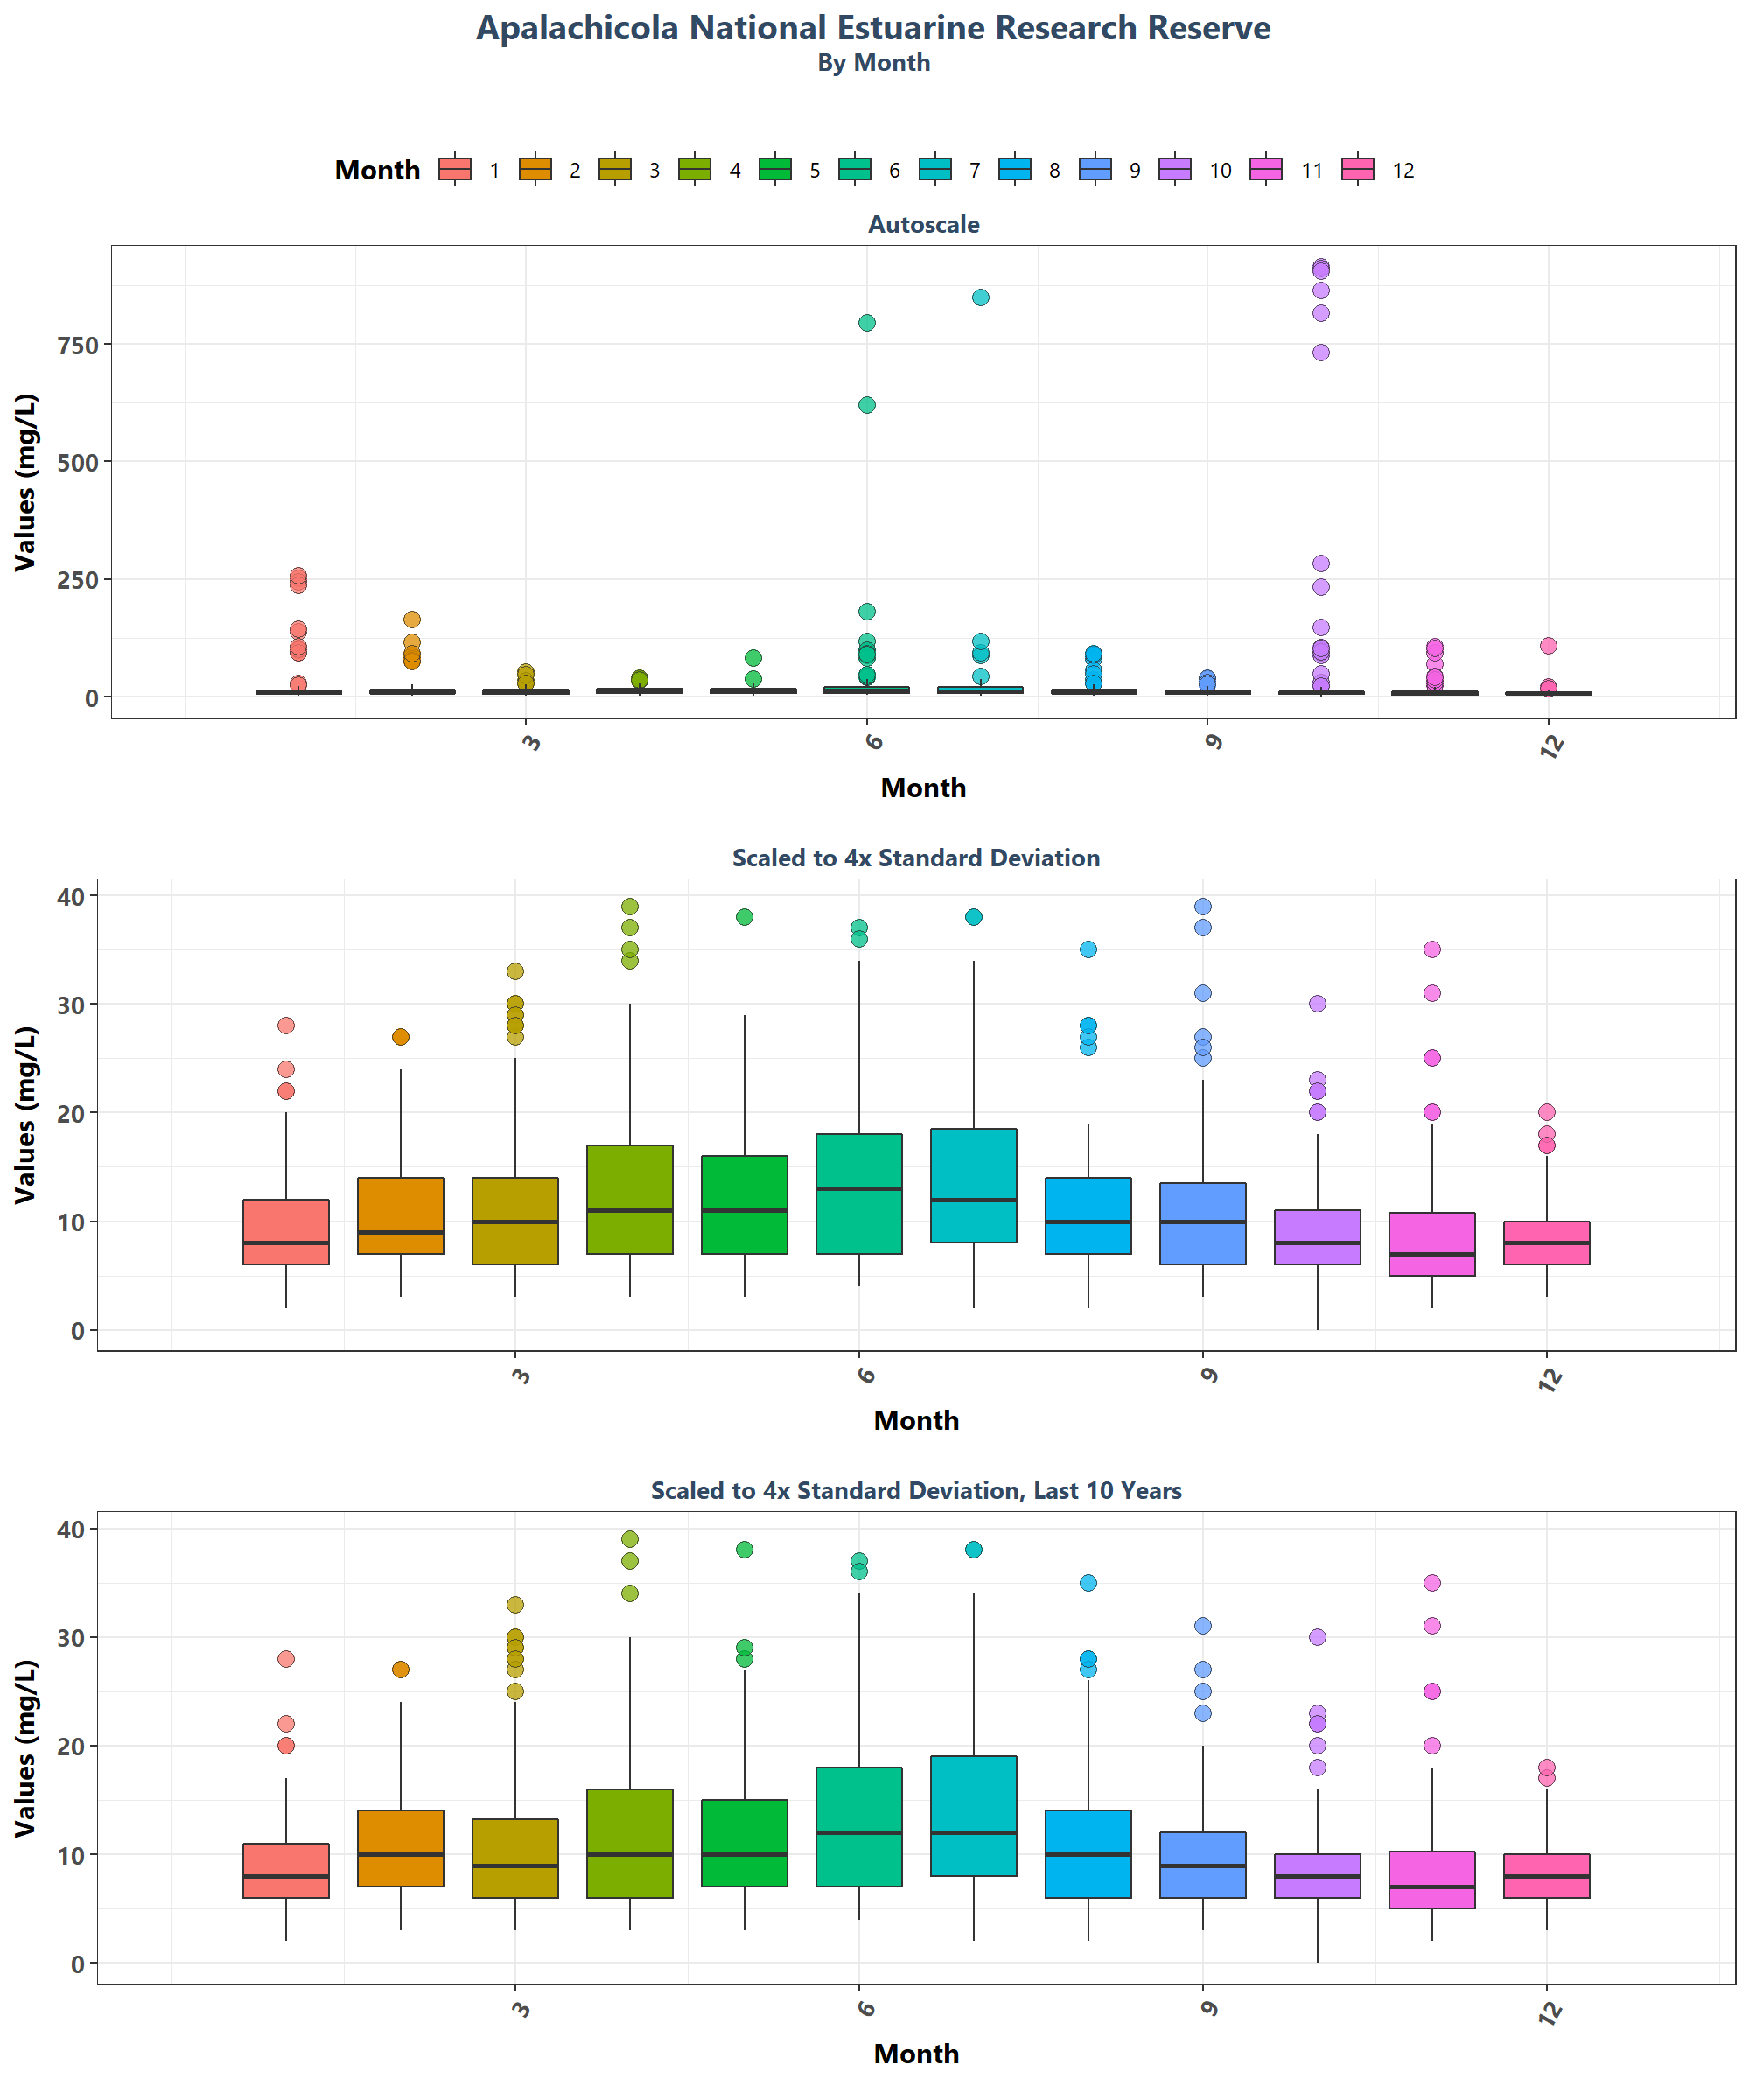 Apalachicola National Estuarine Research Reserve
By Month
Month 1 2 3 4 5 6 7 8 9 10 11 12
Autoscale
Values (mg/L)
750
500
250
0
3 6 9 12
Month
Scaled to 4x Standard Deviation
Values (mg/L)
40
30
20
10
0
3 6 9 12
Month
Scaled to 4x Standard Deviation, Last 10 Years
Values (mg/L)
40
30
20
10
0
3 6 9 12
Month